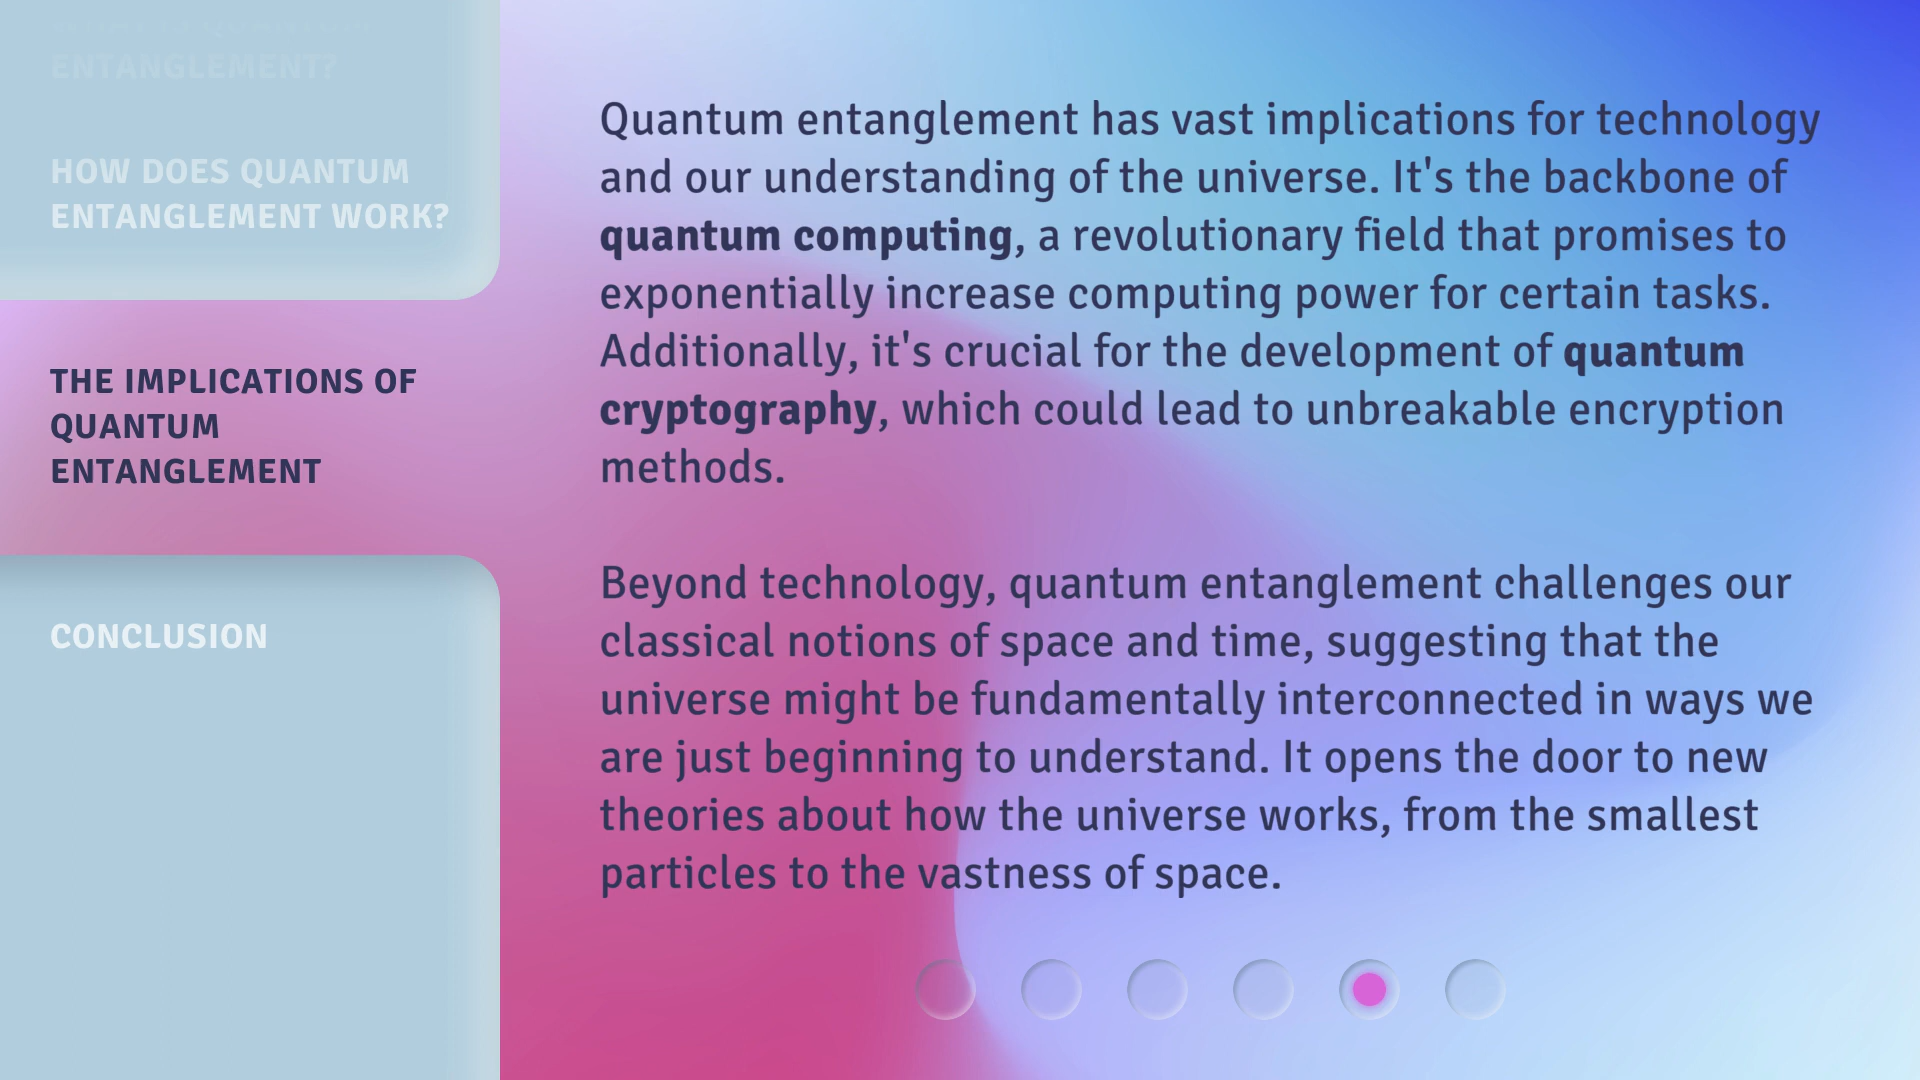 ENTANGLEMENT?
HOW DOES QUANTUM
ENTANGLEMENT WORK?
THE IMPLICATIONS OF
QUANTUM
ENTANGLEMENT
CONCLUSION
Quantum entanglement has vast implications for technology
and our understanding of the universe. It's the backbone of
quantum computing, a revolutionary field that promises to
exponentially increase computing power for certain tasks.
Additionally, it's crucial for the development of quantum
cryptography, which could lead to unbreakable encryption
methods.
Beyond technology, quantum entanglement challenges our
classical notions of space and time, suggesting that the
universe might be fundamentally interconnected in ways we
are just beginning to understand. It opens the door to new
theories about how the universe works, from the smallest
particles to the vastness of space.